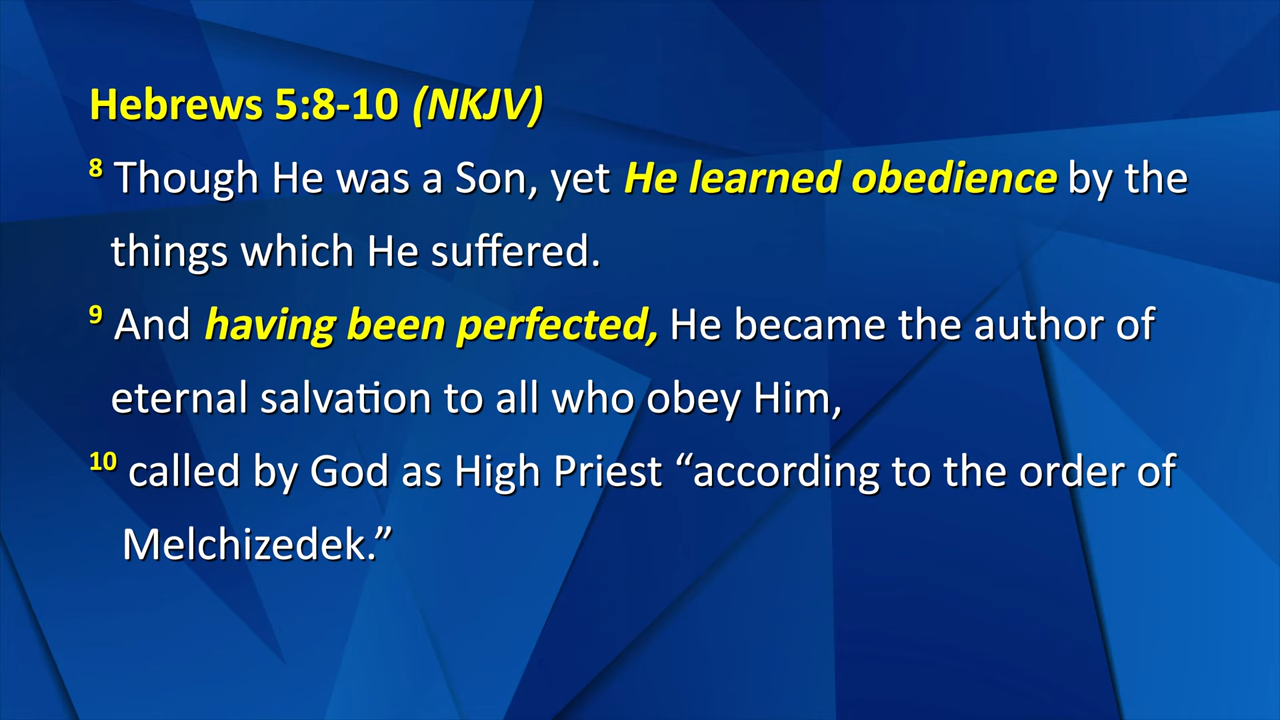 Hebrews 5:8-10 (NKJV)
8 Though He was a Son, yet He learned obedience by the
things which He suffered.
9 And having been perfected, He became the author of
eternal salvation to all who obey Him,
10 called by God as High Priest “according to the order of
Melchizedek.”